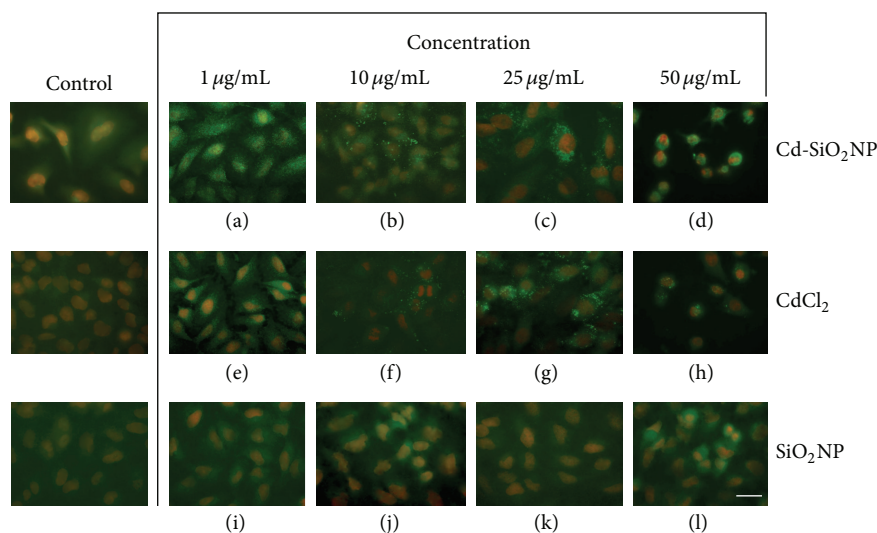 Concentration
Control 1 μg/mL 10 μg/mL 25 μg/mL 50 μg/mL
Cd-SiO₂NP
(a) (b) (c) (d)
CdCl₂
(e) (f) (g) (h)
SiO₂NP
(i) (j) (k) (l)